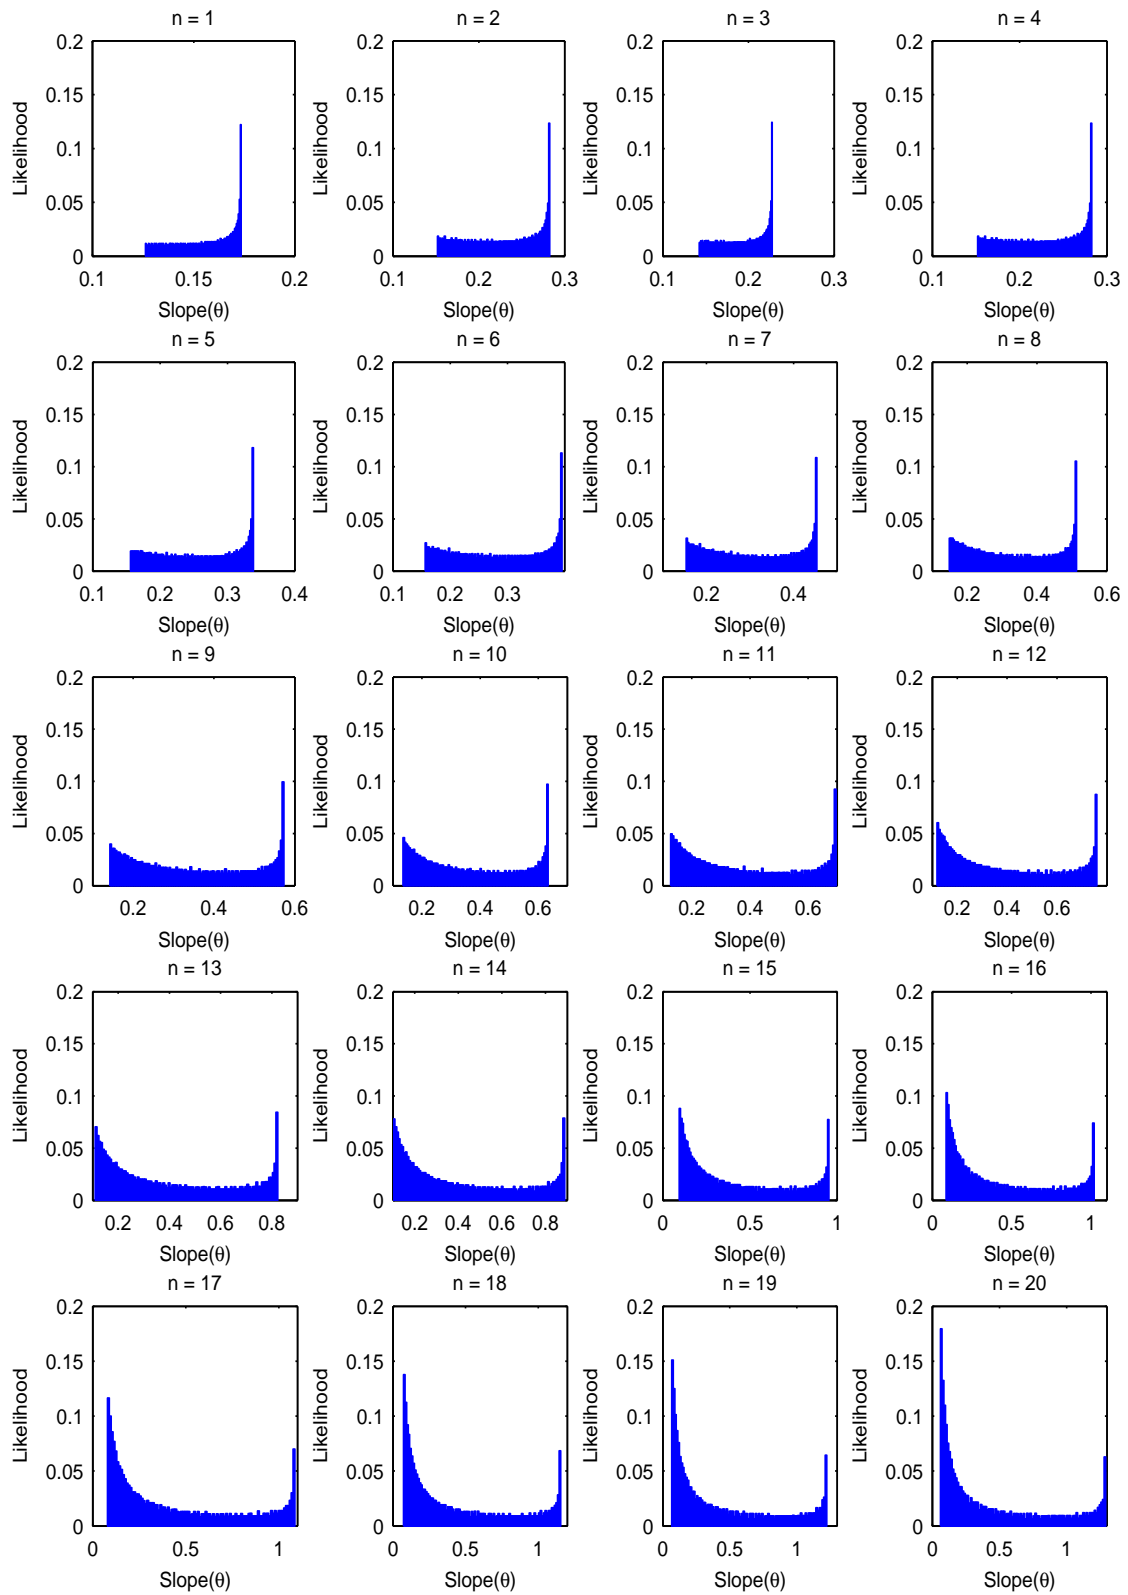 n = 1
n = 2
n = 3
n = 4
0.2
0.15
0.1
0.05
0
Likelihood
0.1
0.15
0.2
Slope(θ)
0.2
0.15
0.1
0.05
0
Likelihood
0.1
0.2
0.3
Slope(θ)
0.2
0.15
0.1
0.05
0
Likelihood
0.1
0.2
0.3
Slope(θ)
0.2
0.15
0.1
0.05
0
Likelihood
0.1
0.2
0.3
Slope(θ)
n = 5
n = 6
n = 7
n = 8
0.2
0.15
0.1
0.05
0
Likelihood
0.1
0.2
0.3
0.4
Slope(θ)
0.2
0.15
0.1
0.05
0
Likelihood
0.1
0.2
0.3
Slope(θ)
0.2
0.15
0.1
0.05
0
Likelihood
0.2
0.4
Slope(θ)
0.2
0.15
0.1
0.05
0
Likelihood
0.2
0.4
0.6
Slope(θ)
n = 9
n = 10
n = 11
n = 12
0.2
0.15
0.1
0.05
0
Likelihood
0.2
0.4
0.6
Slope(θ)
0.2
0.15
0.1
0.05
0
Likelihood
0.2
0.4
0.6
Slope(θ)
0.2
0.15
0.1
0.05
0
Likelihood
0.2
0.4
0.6
Slope(θ)
0.2
0.15
0.1
0.05
0
Likelihood
0.2
0.4
0.6
Slope(θ)
n = 13
n = 14
n = 15
n = 16
0.2
0.15
0.1
0.05
0
Likelihood
0.2
0.4
0.6
0.8
Slope(θ)
0.2
0.15
0.1
0.05
0
Likelihood
0.2
0.4
0.6
0.8
Slope(θ)
0.2
0.15
0.1
0.05
0
Likelihood
0
0.5
1
Slope(θ)
0.2
0.15
0.1
0.05
0
Likelihood
0
0.5
1
Slope(θ)
n = 17
n = 18
n = 19
n = 20
0.2
0.15
0.1
0.05
0
Likelihood
0
0.5
1
Slope(θ)
0.2
0.15
0.1
0.05
0
Likelihood
0
0.5
1
Slope(θ)
0.2
0.15
0.1
0.05
0
Likelihood
0
0.5
1
Slope(θ)
0.2
0.15
0.1
0.05
0
Likelihood
0
0.5
1
Slope(θ)